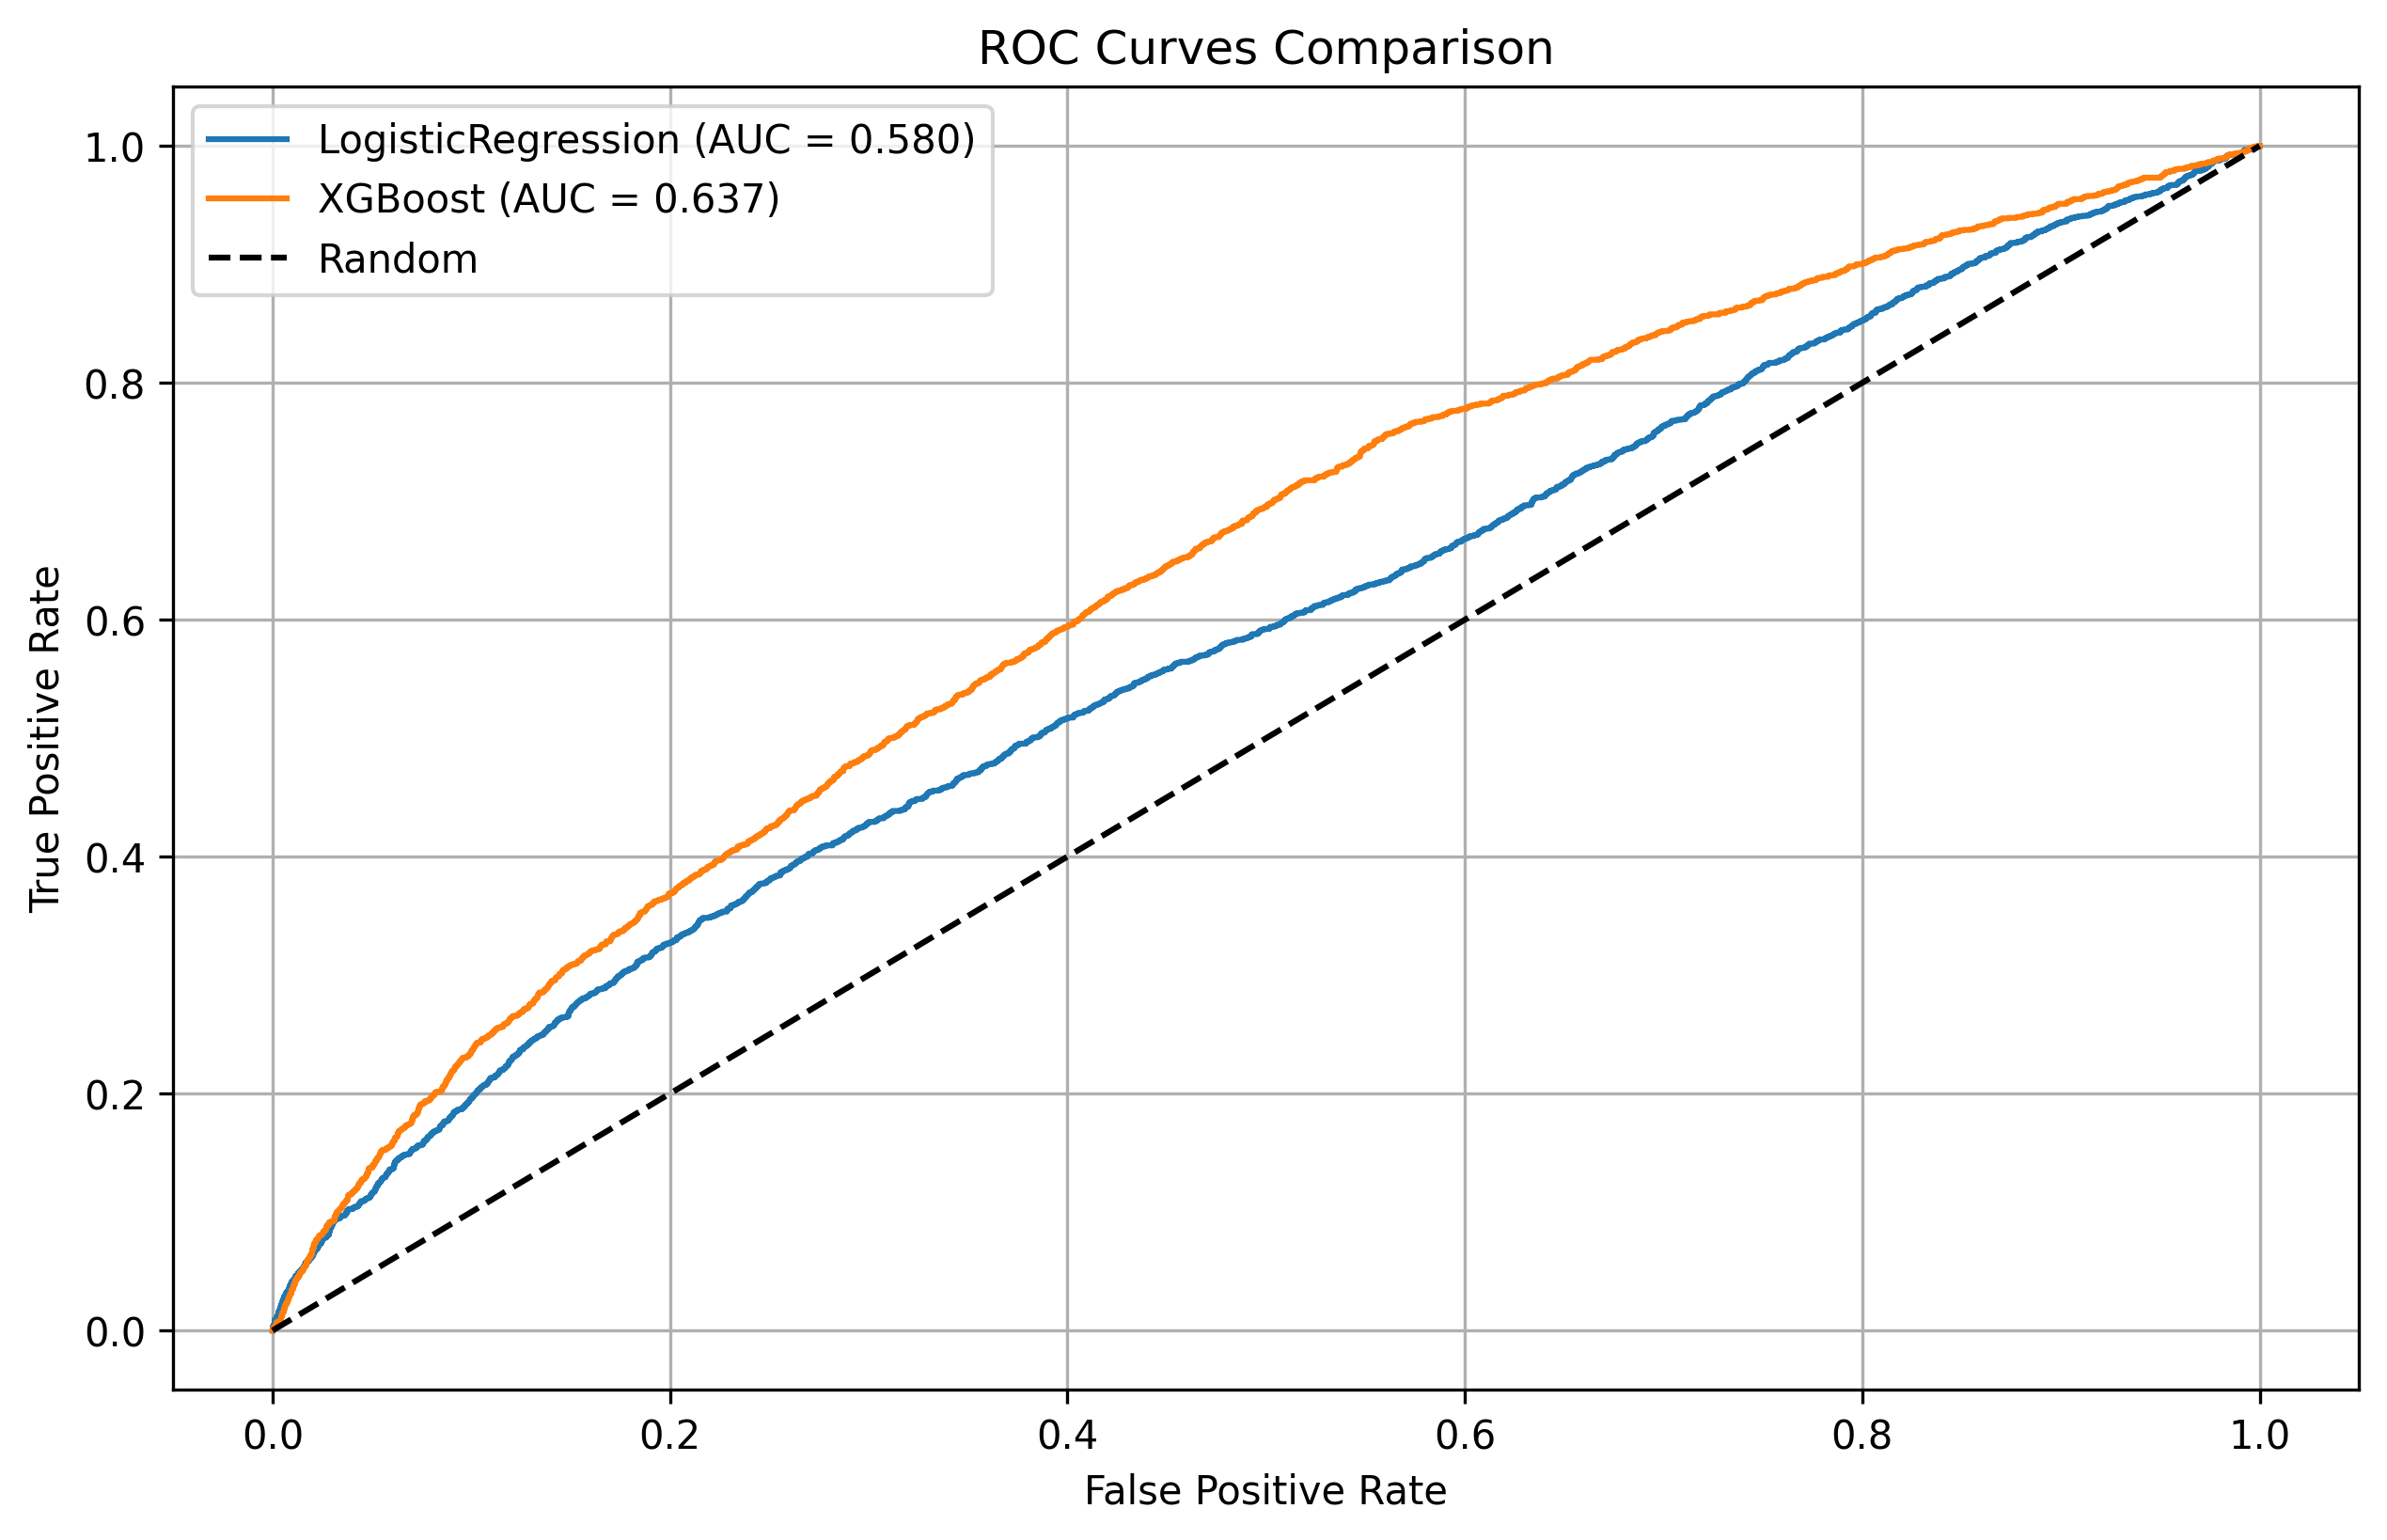 ROC Curves Comparison
LogisticRegression (AUC = 0.580)
XGBoost (AUC = 0.637)
Random
True Positive Rate
1.0
0.8
0.6
0.4
0.2
0.0
0.0 0.2 0.4 0.6 0.8 1.0
False Positive Rate